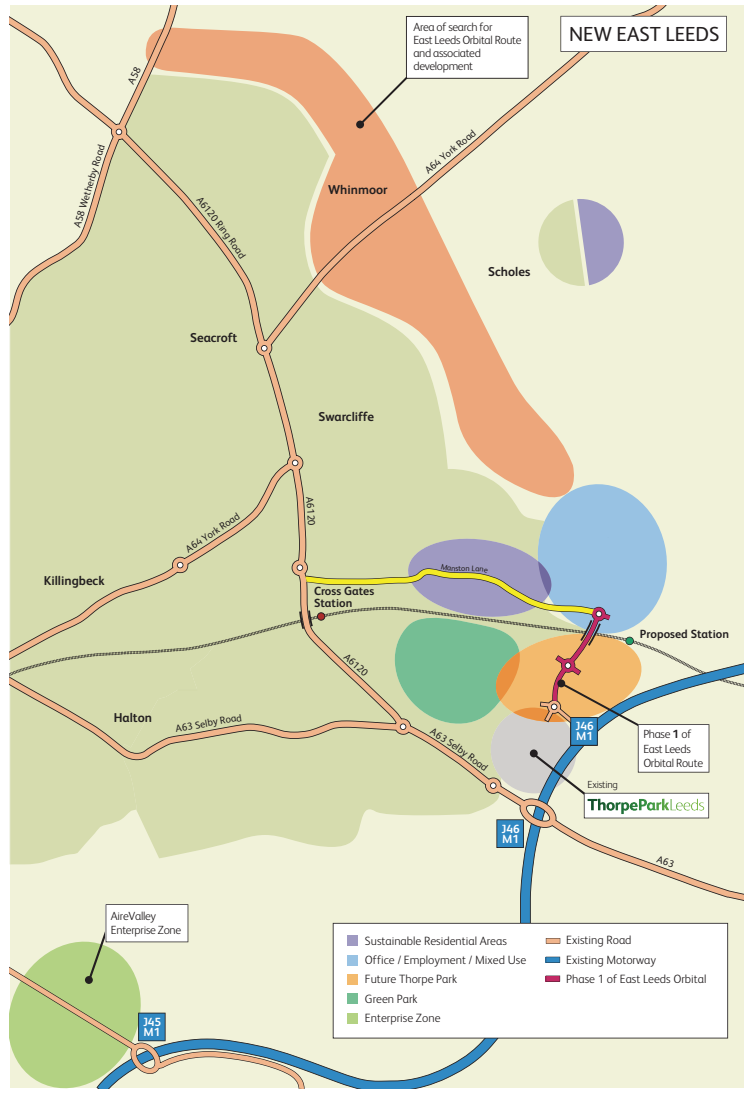 NEW EAST LEEDS
Area of search for
East Leeds Orbital Route
and associated
development
A58
A64 York Road
A58 Wetherby Road
Whinmoor
A6120 Ring Road
Scholes
Seacroft
Swarcliffe
A6120
A64 York Road
Manston Lane
Killingbeck
Cross Gates
Station
Proposed Station
A6120
Halton
A63 Selby Road
A63 Selby Road
J46
M1
Phase 1 of
East Leeds
Orbital Route
Existing
ThorpeParkLeeds
J46
M1
A63
AireValley
Enterprise Zone
J45
M1
Sustainable Residential Areas
Office / Employment / Mixed Use
Future Thorpe Park
Green Park
Enterprise Zone
Existing Road
Existing Motorway
Phase 1 of East Leeds Orbital